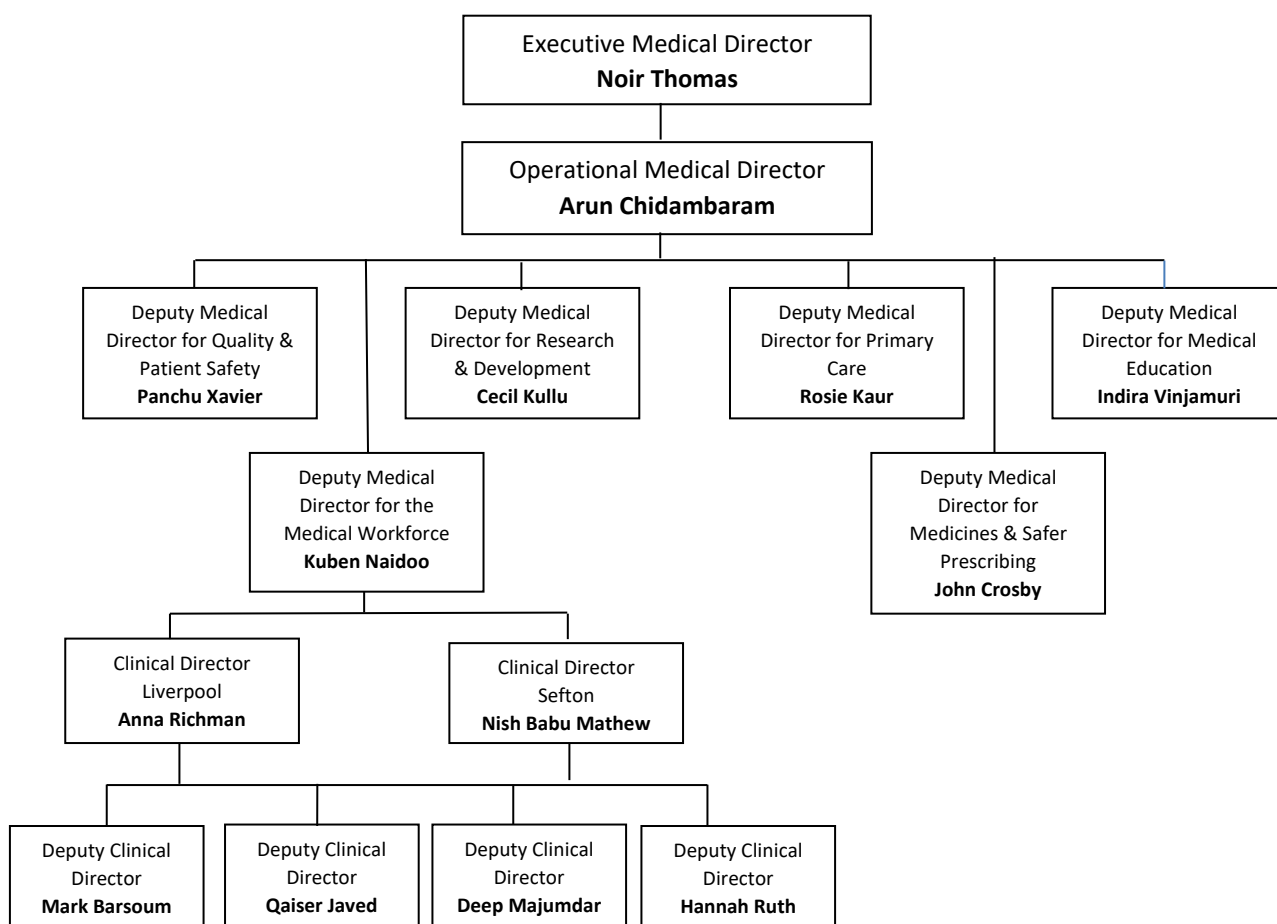 Executive Medical Director
Noir Thomas
Operational Medical Director
Arun Chidambaram
Deputy Medical
Director for Quality &
Patient Safety
Panchu Xavier
Deputy Medical
Director for Research
& Development
Cecil Kullu
Deputy Medical
Director for Primary
Care
Rosie Kaur
Deputy Medical
Director for Medical
Education
Indira Vinjamuri
Deputy Medical
Director for the
Medical Workforce
Kuben Naidoo
Deputy Medical
Director for
Medicines & Safer
Prescribing
John Crosby
Clinical Director
Liverpool
Anna Richman
Clinical Director
Sefton
Nish Babu Mathew
Deputy Clinical
Director
Mark Barsoum
Deputy Clinical
Director
Qaiser Javed
Deputy Clinical
Director
Deep Majumdar
Deputy Clinical
Director
Hannah Ruth